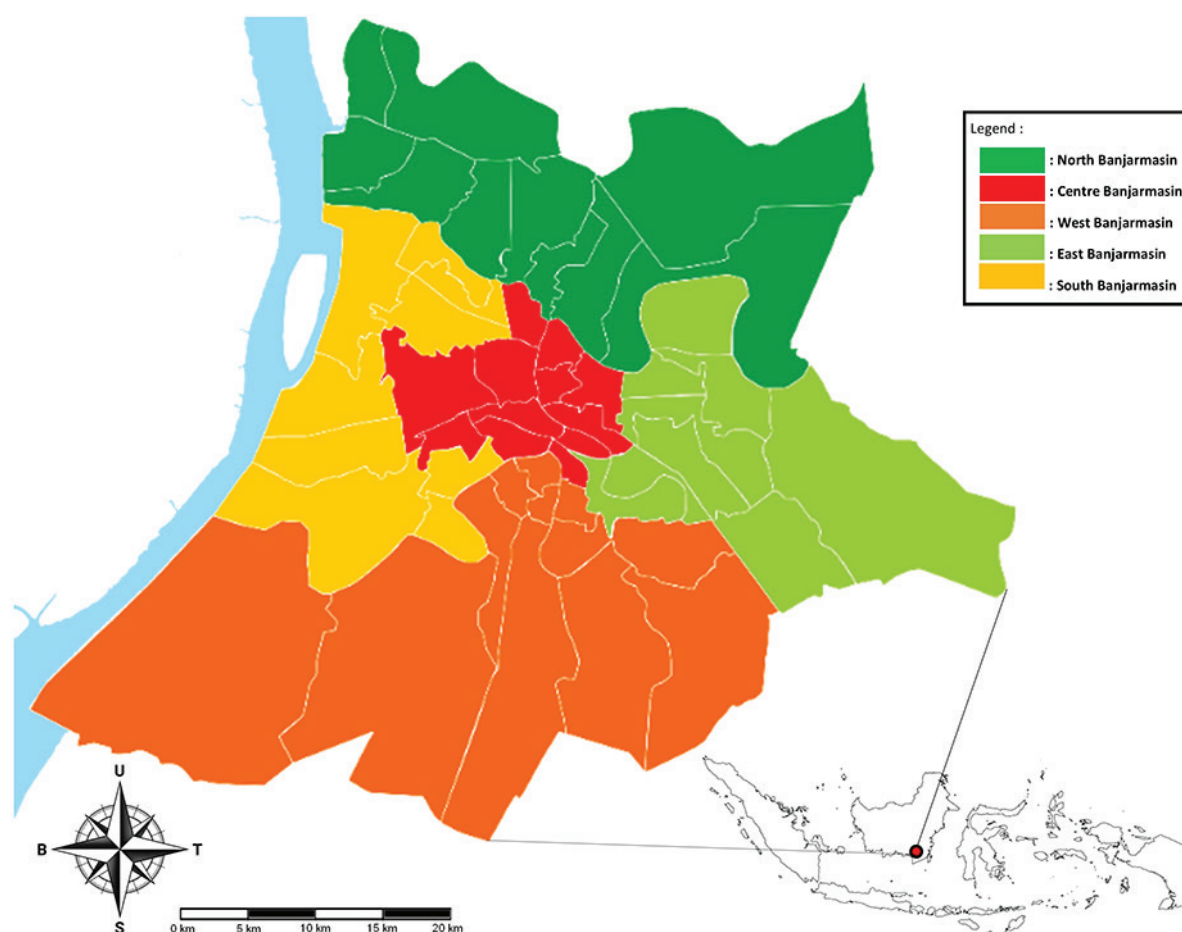 Legend :
: North Banjarmasin
: Centre Banjarmasin
: West Banjarmasin
: East Banjarmasin
: South Banjarmasin
U
B T
S
0 km 5 km 10 km 15 km 20 km